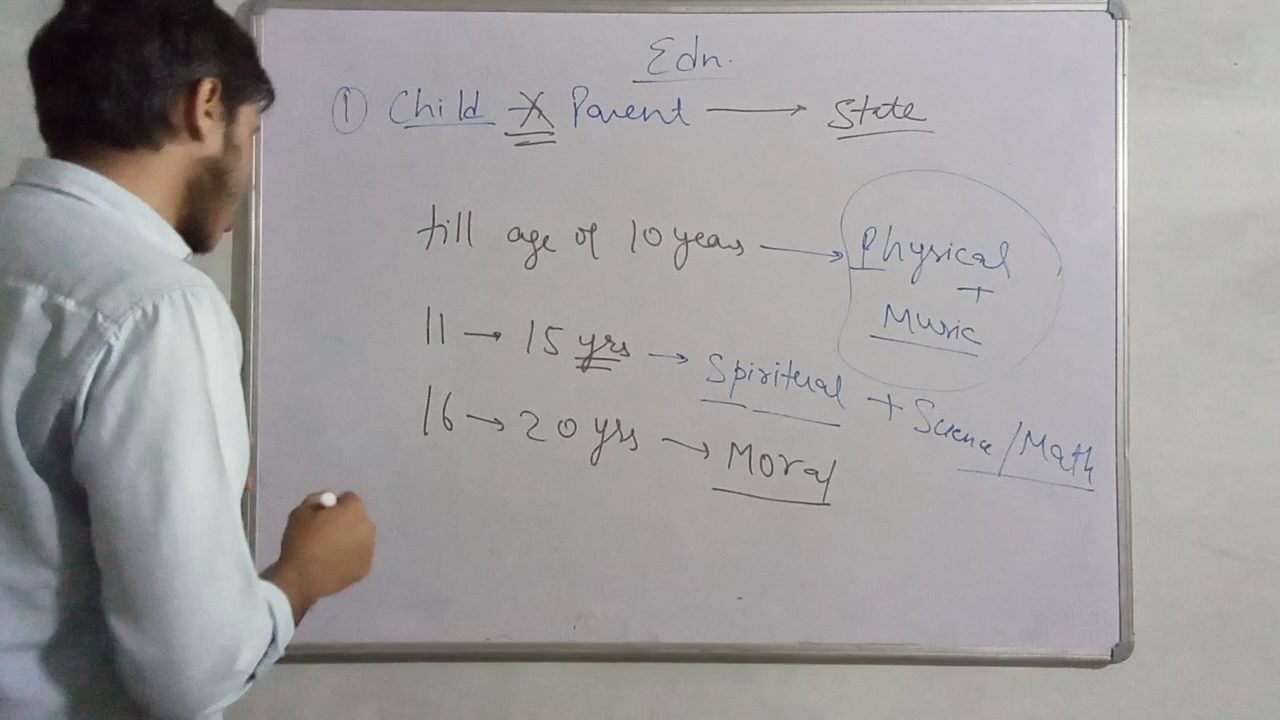 Edn.
① Child X Parent → State
till age of 10 years → Physical
+
Music
11 → 15 yrs → Spiritual + Science/Math
16 → 20 yrs → Moral